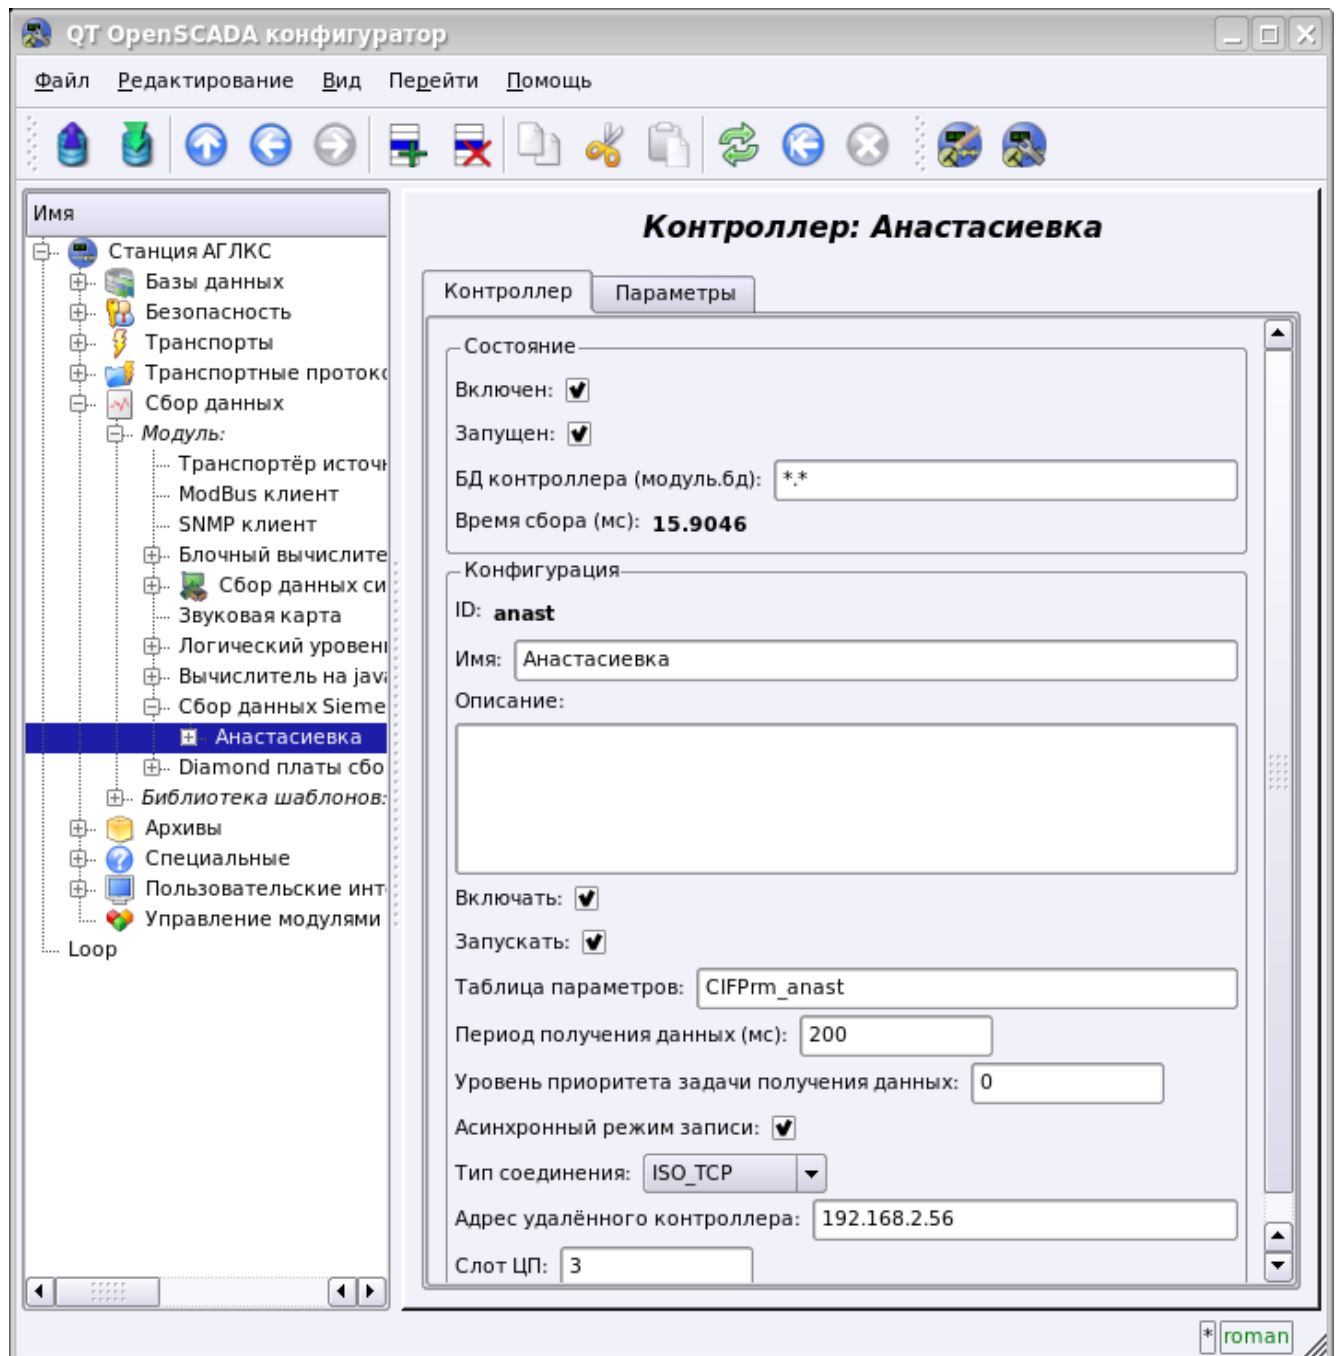 QT OpenSCADA конфигуратор
Файл Редактирование Вид Перейти Помощь
Имя
Станция АГЛКС
Базы данных
Безопасность
Транспорты
Транспортные протоко
Сбор данных
Модуль:
Транспортёр источн
ModBus клиент
SNMP клиент
Блочный вычислите
Сбор данных си
Звуковая карта
Логический уровень
Вычислитель на java
Сбор данных Sieme
Анастасиевка
Diamond платы сбо
Библиотека шаблонов:
Архивы
Специальные
Пользовательские инт
Управление модулями
Loop
Контроллер: Анастасиевка
Контроллер Параметры
Состояние
Включен:
Запущен:
БД контроллера (модуль.бд): *.*
Время сбора (мс): 15.9046
Конфигурация
ID: anast
Имя: Анастасиевка
Описание:
Включать:
Запускать:
Таблица параметров: CIFPrm_anast
Период получения данных (мс): 200
Уровень приоритета задачи получения данных: 0
Асинхронный режим записи:
Тип соединения: ISO_TCP
Адрес удалённого контроллера: 192.168.2.56
Слот ЦП: 3
* roman